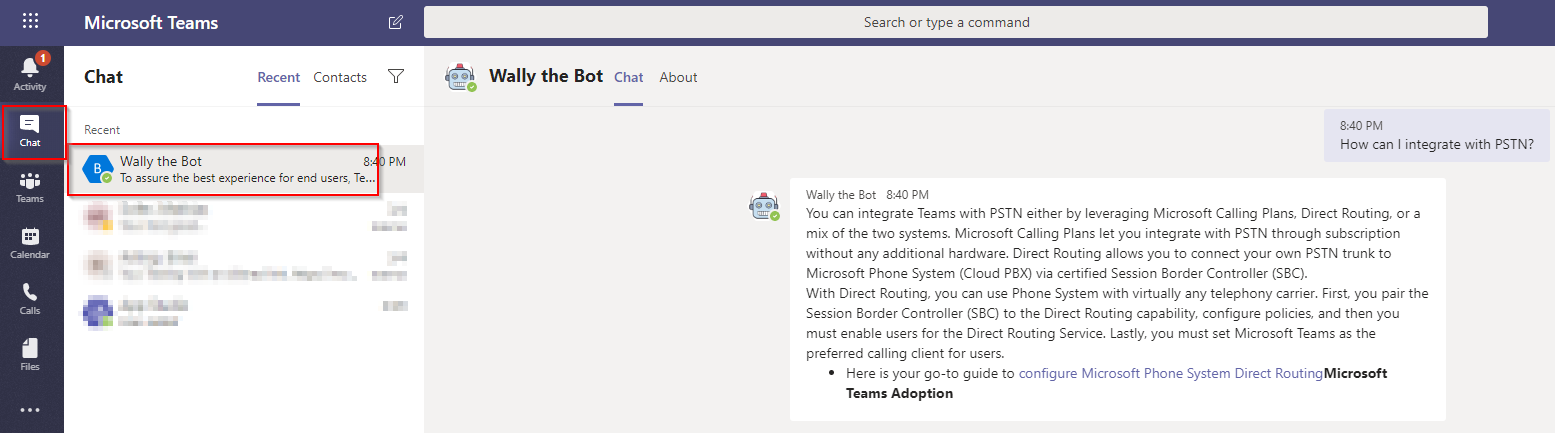 Microsoft Teams
Search or type a command
1
Activity
Chat
Teams
Calendar
Calls
Files
Chat
Recent
Contacts
Recent
Wally the Bot
8:40 PM
To assure the best experience for end users, Te...
B
Wally the Bot
Chat
About
8:40 PM
How can I integrate with PSTN?
Wally the Bot 8:40 PM
You can integrate Teams with PSTN either by leveraging Microsoft Calling Plans, Direct Routing, or a
mix of the two systems. Microsoft Calling Plans let you integrate with PSTN through subscription
without any additional hardware. Direct Routing allows you to connect your own PSTN trunk to
Microsoft Phone System (Cloud PBX) via certified Session Border Controller (SBC).
With Direct Routing, you can use Phone System with virtually any telephony carrier. First, you pair the
Session Border Controller (SBC) to the Direct Routing capability, configure policies, and then you
must enable users for the Direct Routing Service. Lastly, you must set Microsoft Teams as the
preferred calling client for users.
• Here is your go-to guide to configure Microsoft Phone System Direct RoutingMicrosoft
Teams Adoption